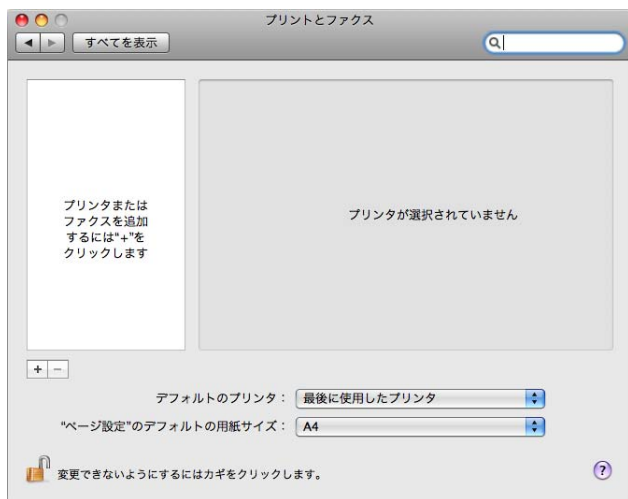 プリントとファクス
すべてを表示
プリンタまたは
ファクスを追加
するには“+”を
クリックします
プリンタが選択されていません
+ −
デフォルトのプリンタ： 最後に使用したプリンタ
“ページ設定”のデフォルトの用紙サイズ： A4
変更できないようにするにはカギをクリックします。
?